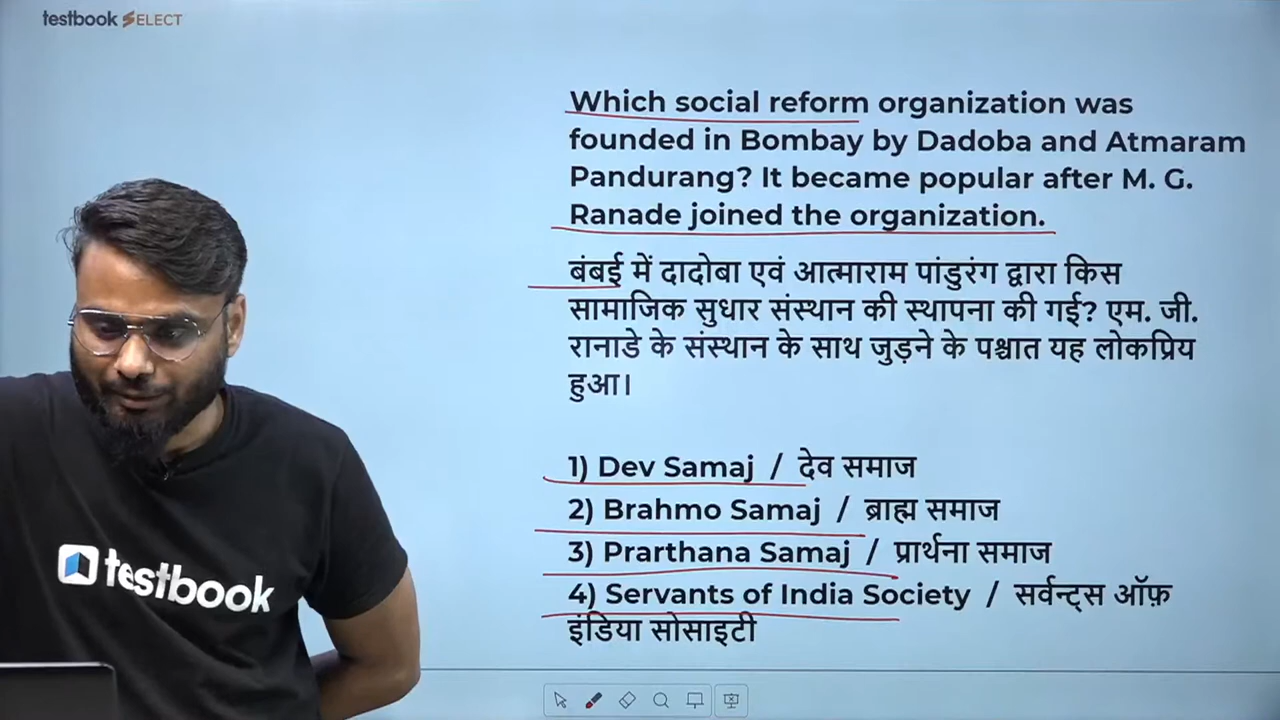 testbook SELECT
Which social reform organization was
founded in Bombay by Dadoba and Atmaram
Pandurang? It became popular after M. G.
Ranade joined the organization.
बंबई में दादोबा एवं आत्माराम पांडुरंग द्वारा किस
सामाजिक सुधार संस्थान की स्थापना की गई? एम. जी.
रानाडे के संस्थान के साथ जुड़ने के पश्चात यह लोकप्रिय
हुआ।
1) Dev Samaj / देव समाज
2) Brahmo Samaj / ब्राह्म समाज
3) Prarthana Samaj / प्रार्थना समाज
4) Servants of India Society / सर्वन्ट्स ऑफ़
इंडिया सोसाइटी
testbook